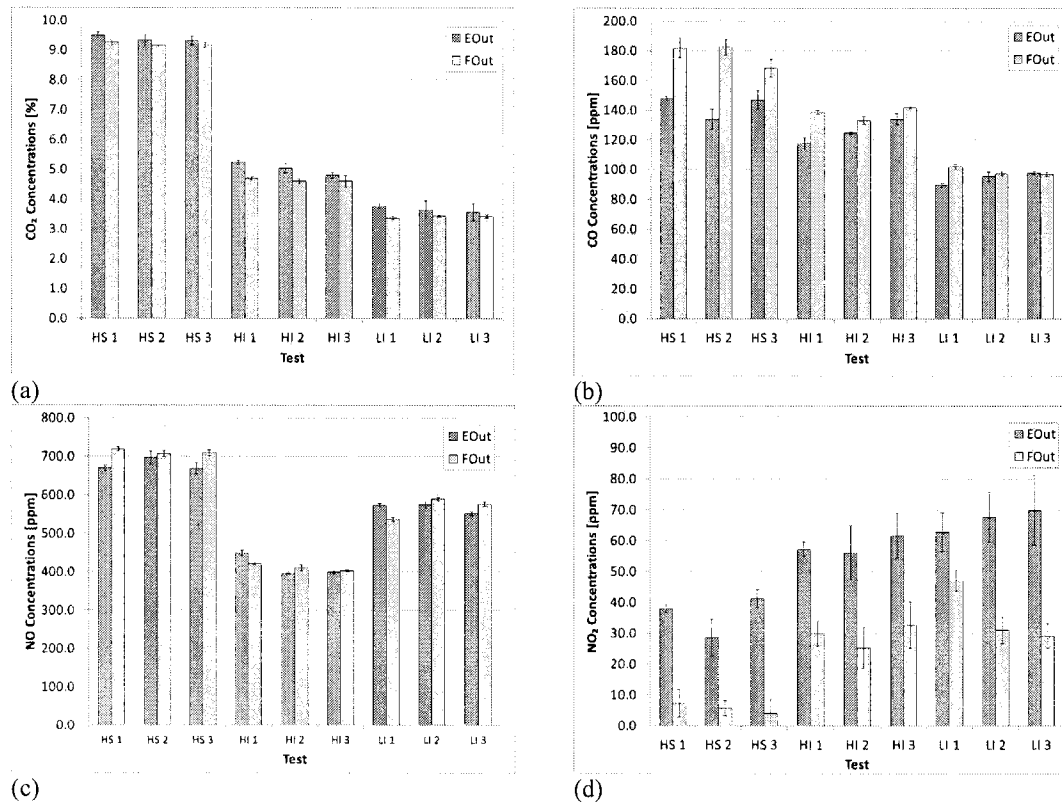 10.0
9.0
8.0
7.0
6.0
5.0
4.0
3.0
2.0
1.0
0.0
CO₂ Concentrations [%]
EOut
FOut
HS 1 HS 2 HS 3 HI 1 HI 2 HI 3 LI 1 LI 2 LI 3
Test
(a)
200.0
180.0
160.0
140.0
120.0
100.0
80.0
60.0
40.0
20.0
0.0
CO Concentrations [ppm]
EOut
FOut
HS 1 HS 2 HS 3 HI 1 HI 2 HI 3 LI 1 LI 2 LI 3
Test
(b)
800.0
700.0
600.0
500.0
400.0
300.0
200.0
100.0
0.0
NO Concentrations [ppm]
EOut
FOut
HS 1 HS 2 HS 3 HI 1 HI 2 HI 3 LI 1 LI 2 LI 3
Test
(c)
100.0
90.0
80.0
70.0
60.0
50.0
40.0
30.0
20.0
10.0
0.0
NO₂ Concentrations [ppm]
EOut
FOut
HS 1 HS 2 HS 3 HI 1 HI 2 HI 3 LI 1 LI 2 LI 3
Test
(d)